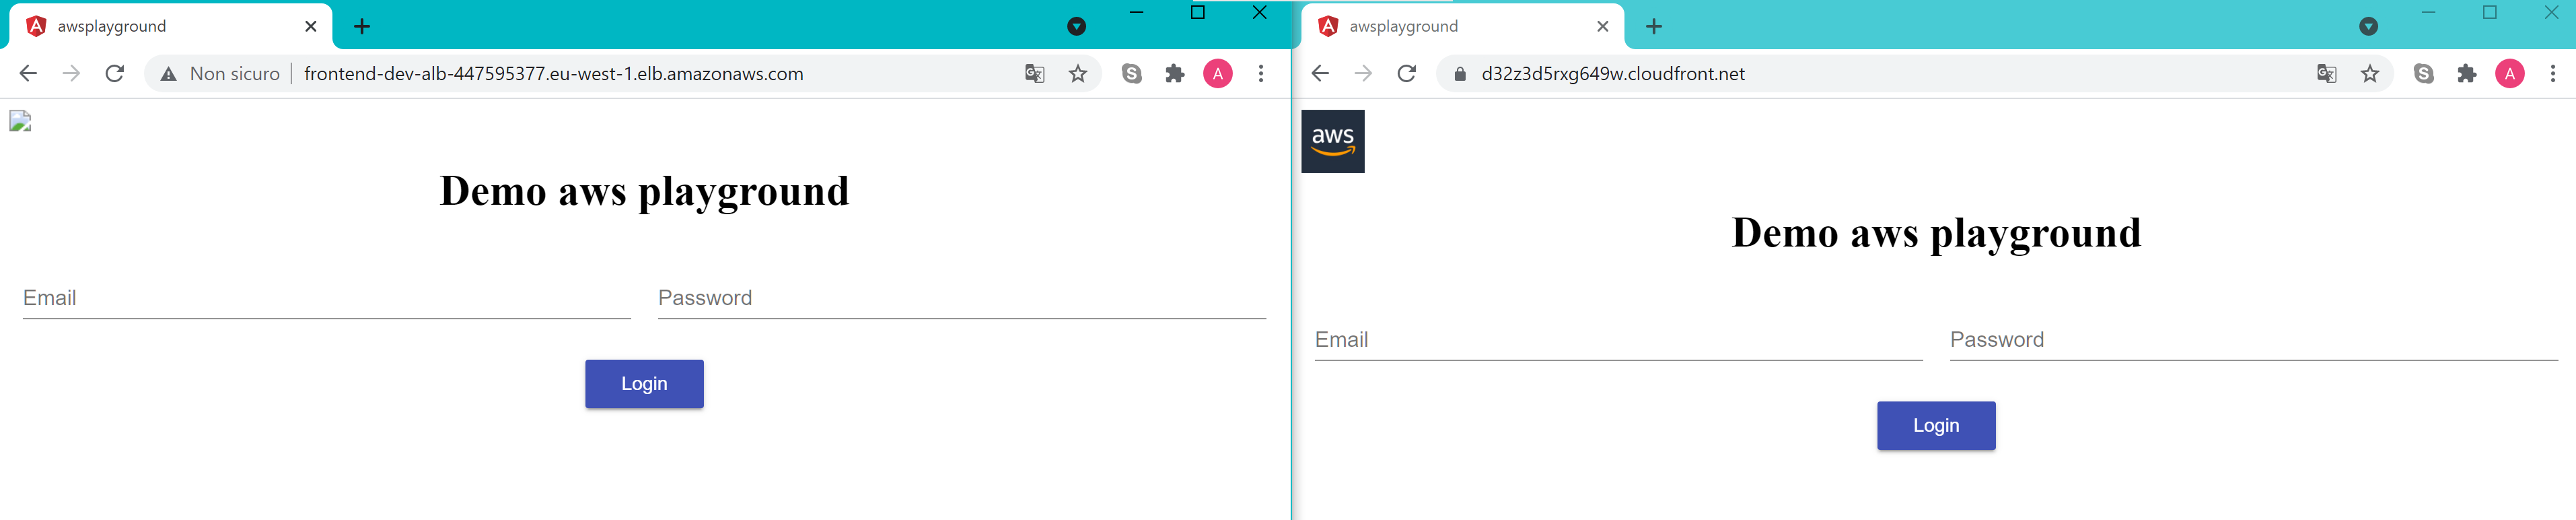 awsplayground
Non sicuro frontend-dev-alb-447595377.eu-west-1.elb.amazonaws.com
A
Demo aws playground
Email Password
Login
awsplayground
d32z3d5rxg649w.cloudfront.net
A
aws
Demo aws playground
Email Password
Login